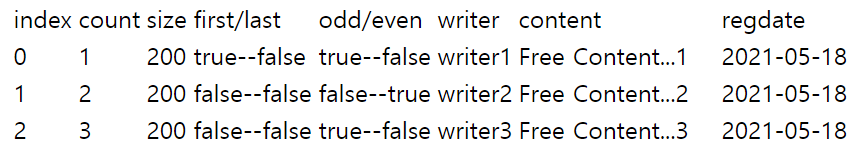 index count size first/last odd/even writer content regdate
0 1 200 true--false true--false writer1 Free Content...1 2021-05-18
1 2 200 false--false false--true writer2 Free Content...2 2021-05-18
2 3 200 false--false true--false writer3 Free Content...3 2021-05-18